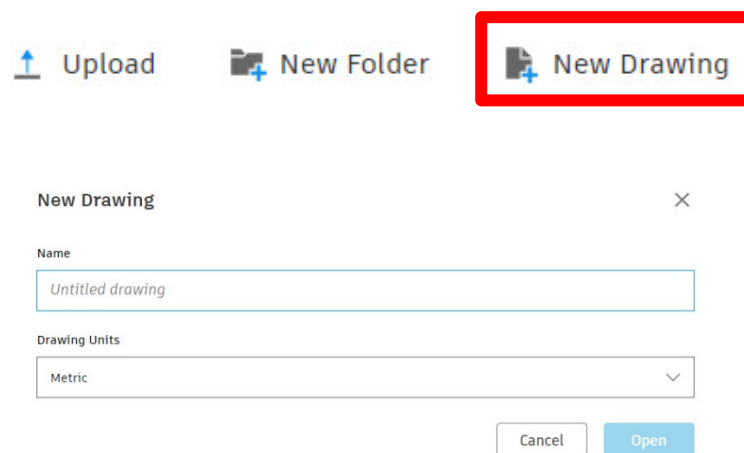 Upload New Folder New Drawing
New Drawing
Name
Untitled drawing
Drawing Units
Metric
Cancel Open